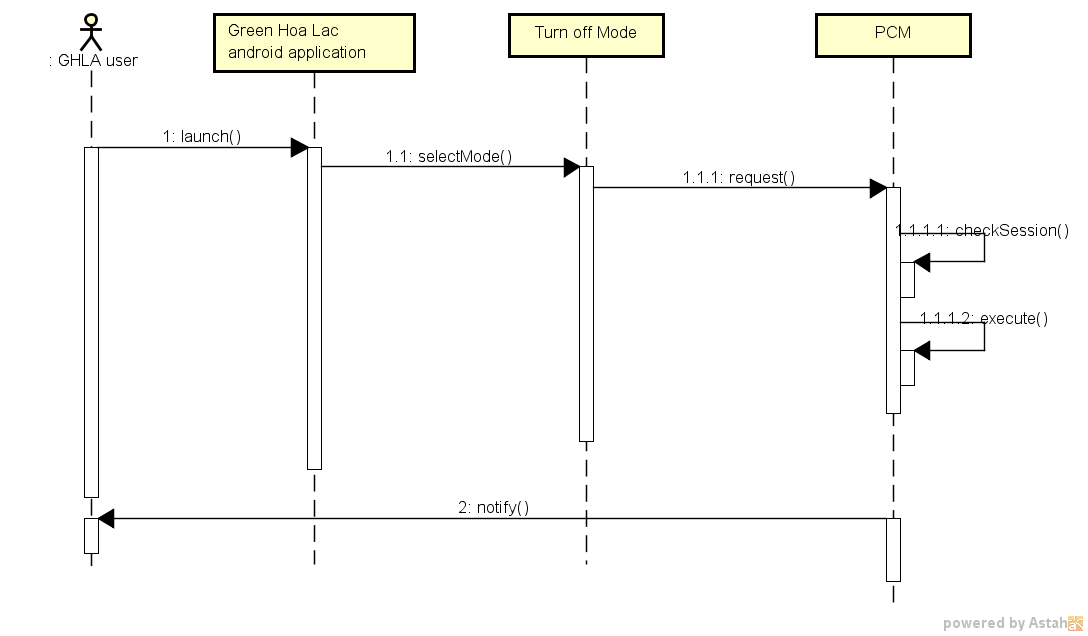 : GHLA user
Green Hoa Lac
android application
Turn off Mode
PCM
1: launch()
1.1: selectMode()
1.1.1: request()
1.1.1.1: checkSession()
1.1.1.2: execute()
2: notify()
powered by Astah